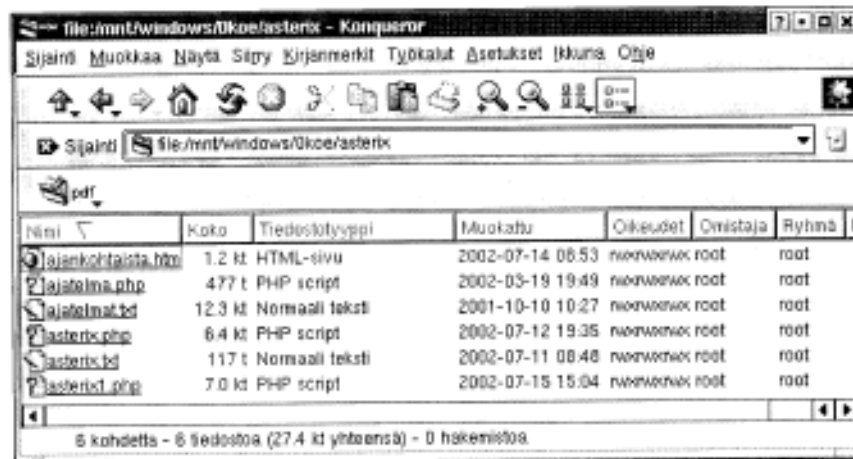 file:/mnt/windows/0koe/asterix - Konqueror
Sijainti Muokkaa Näytä Siirry Kirjanmerkit Työkalut Asetukset Ikkuna Ohje
Sijainti file:/mnt/windows/0koe/asterix
pdf
Nimi Koko Tiedostotyyppi Muokattu Oikeudet Omistaja Ryhmä
ajankohtaista.htm 1.2 kt HTML-sivu 2002-07-14 06:53 rwxrwxrwx root root
ajatelma.php 477 t PHP script 2002-03-19 19:49 rwxrwxrwx root root
ajatelmat.txt 12.3 kt Normaali teksti 2001-10-10 10:27 rwxrwxrwx root root
asterix.php 6.4 kt PHP script 2002-07-12 19:35 rwxrwxrwx root root
asterix.txt 117 t Normaali teksti 2002-07-11 08:48 rwxrwxrwx root root
asterix1.php 7.0 kt PHP script 2002-07-15 15:04 rwxrwxrwx root root
6 kohdetta - 6 tiedostoa (27.4 kt yhteensä) - 0 hakemistoa